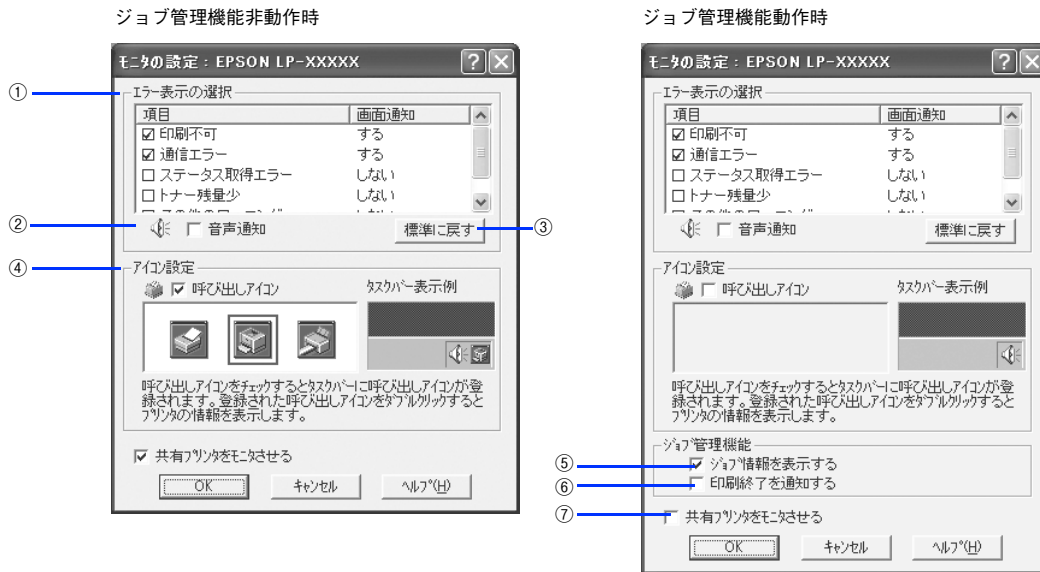 ジョブ管理機能非動作時
モニタの設定：EPSON LP-XXXXX
① エラー表示の選択
項目 画面通知
印刷不可 する
通信エラー する
ステータス取得エラー しない
トナー残量少 しない
② 音声通知 標準に戻す ③
④ アイコン設定
呼び出しアイコン タスクバー表示例
呼び出しアイコンをチェックするとタスクバーに呼び出しアイコンが登
録されます。登録された呼び出しアイコンをダブルクリックすると
プリンタの情報を表示します。
共有プリンタをモニタさせる
OK キャンセル ヘルプ(H)
ジョブ管理機能動作時
モニタの設定：EPSON LP-XXXXX
エラー表示の選択
項目 画面通知
印刷不可 する
通信エラー する
ステータス取得エラー しない
トナー残量少 しない
音声通知 標準に戻す
アイコン設定
呼び出しアイコン タスクバー表示例
呼び出しアイコンをチェックするとタスクバーに呼び出しアイコンが登
録されます。登録された呼び出しアイコンをダブルクリックすると
プリンタの情報を表示します。
ジョブ管理機能
⑤ ジョブ情報を表示する
⑥ 印刷終了を通知する
⑦ 共有プリンタをモニタさせる
OK キャンセル ヘルプ(H)